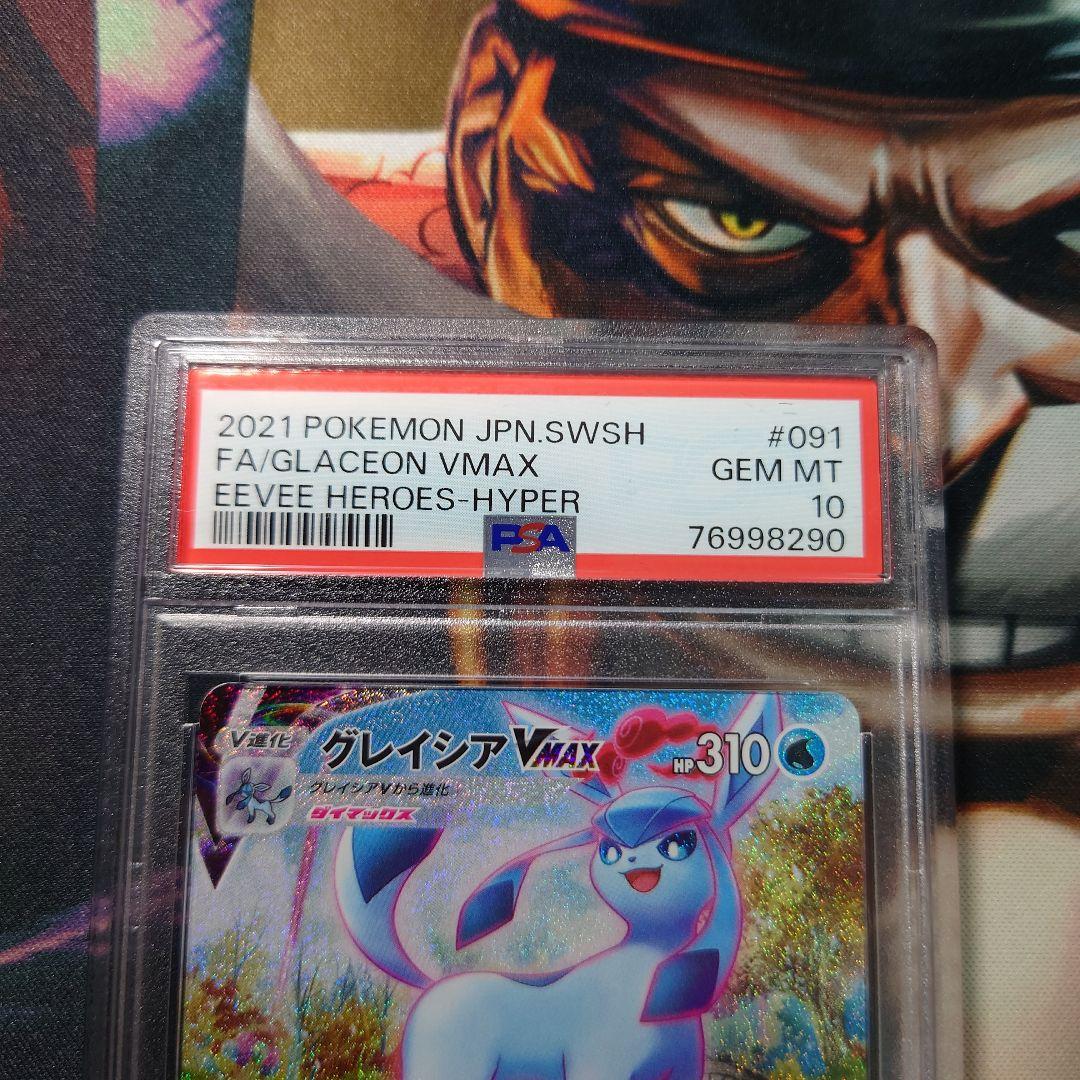 2021 POKEMON JPN.SWSH #091
FA/GLACEON VMAX GEM MT
EEVEE HEROES-HYPER 10
PSA 76998290
V進化 グレイシアVMAX HP310
グレイシアVから進化
ダイマックス